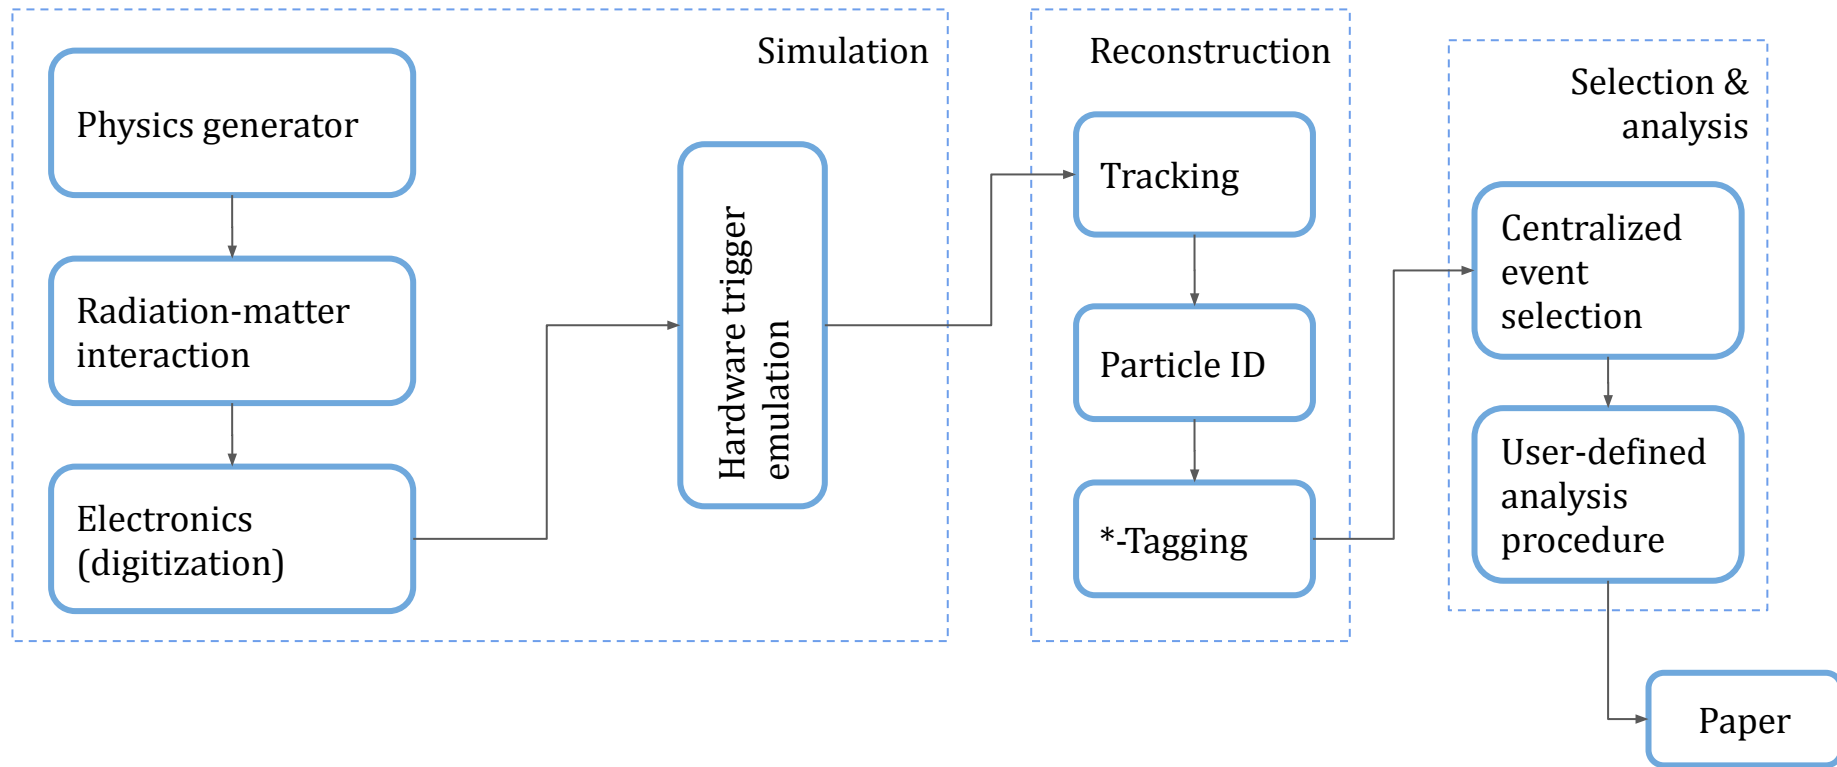 Simulation
Physics generator
Radiation-matter
interaction
Electronics
(digitization)
Hardware trigger
emulation
Reconstruction
Tracking
Particle ID
*-Tagging
Selection &
analysis
Centralized
event
selection
User-defined
analysis
procedure
Paper